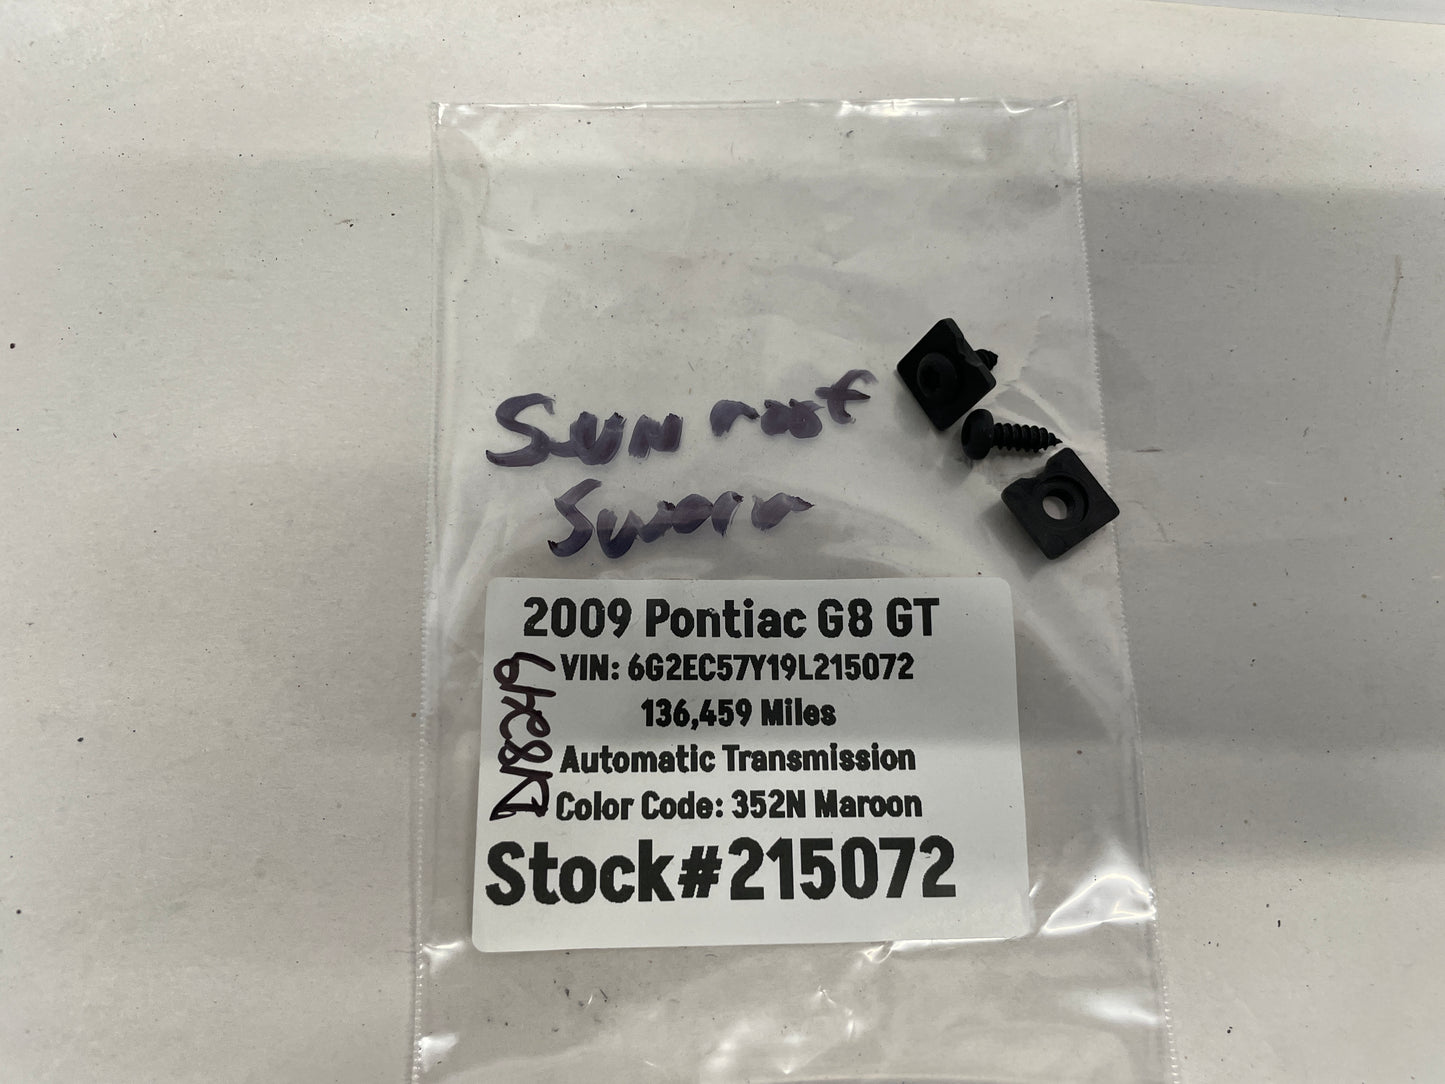 Sun roof
2009 Pontiac G8 GT
VIN: 6G2EC57Y19L215072
136,459 Miles
Automatic Transmission
Color Code: 352N Maroon
Stock#215072